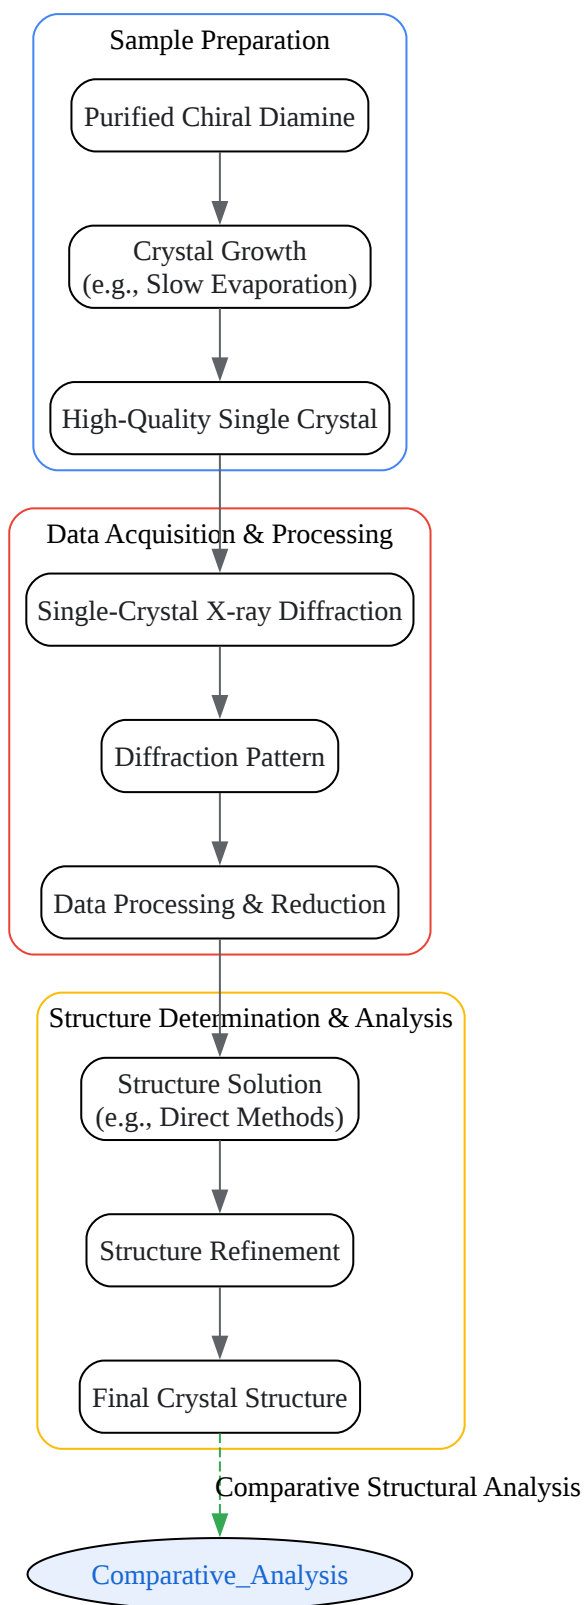 Sample Preparation
Purified Chiral Diamine
Crystal Growth
(e.g., Slow Evaporation)
High-Quality Single Crystal
Data Acquisition & Processing
Single-Crystal X-ray Diffraction
Diffraction Pattern
Data Processing & Reduction
Structure Determination & Analysis
Structure Solution
(e.g., Direct Methods)
Structure Refinement
Final Crystal Structure
Comparative Structural Analysis
Comparative_Analysis